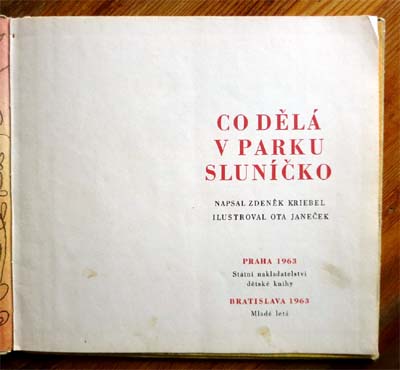 CO DĚLÁ
V PARKU
SLUNÍČKO
NAPSAL ZDENĚK KRIEBEL
ILUSTROVAL OTA JANEČEK
PRAHA 1963
Státní nakladatelství
dětské knihy
BRATISLAVA 1963
Mladé letá